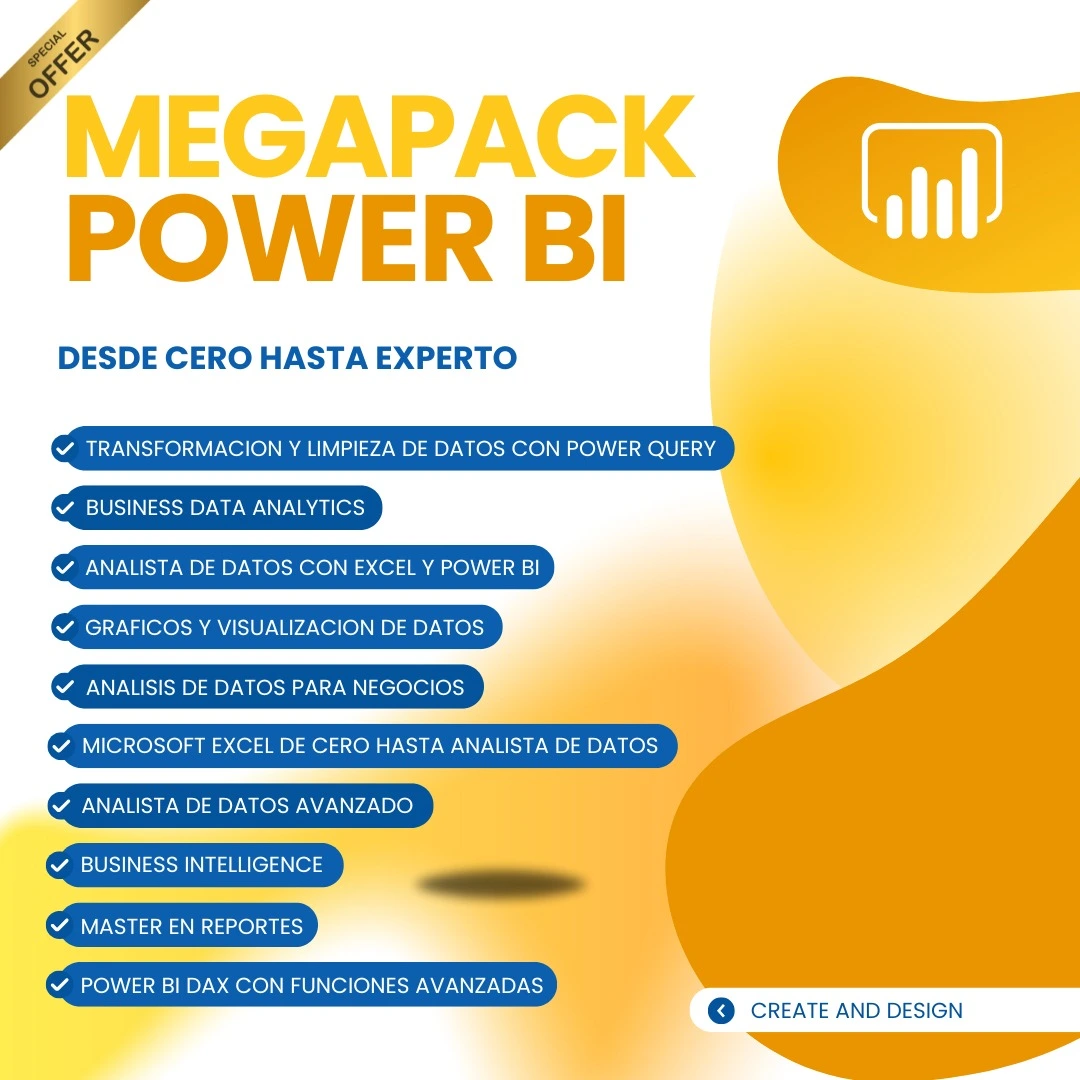 SPECIAL
OFFER
MEGAPACK
POWER BI
DESDE CERO HASTA EXPERTO
TRANSFORMACION Y LIMPIEZA DE DATOS CON POWER QUERY
BUSINESS DATA ANALYTICS
ANALISTA DE DATOS CON EXCEL Y POWER BI
GRAFICOS Y VISUALIZACION DE DATOS
ANALISIS DE DATOS PARA NEGOCIOS
MICROSOFT EXCEL DE CERO HASTA ANALISTA DE DATOS
ANALISTA DE DATOS AVANZADO
BUSINESS INTELLIGENCE
MASTER EN REPORTES
POWER BI DAX CON FUNCIONES AVANZADAS
CREATE AND DESIGN